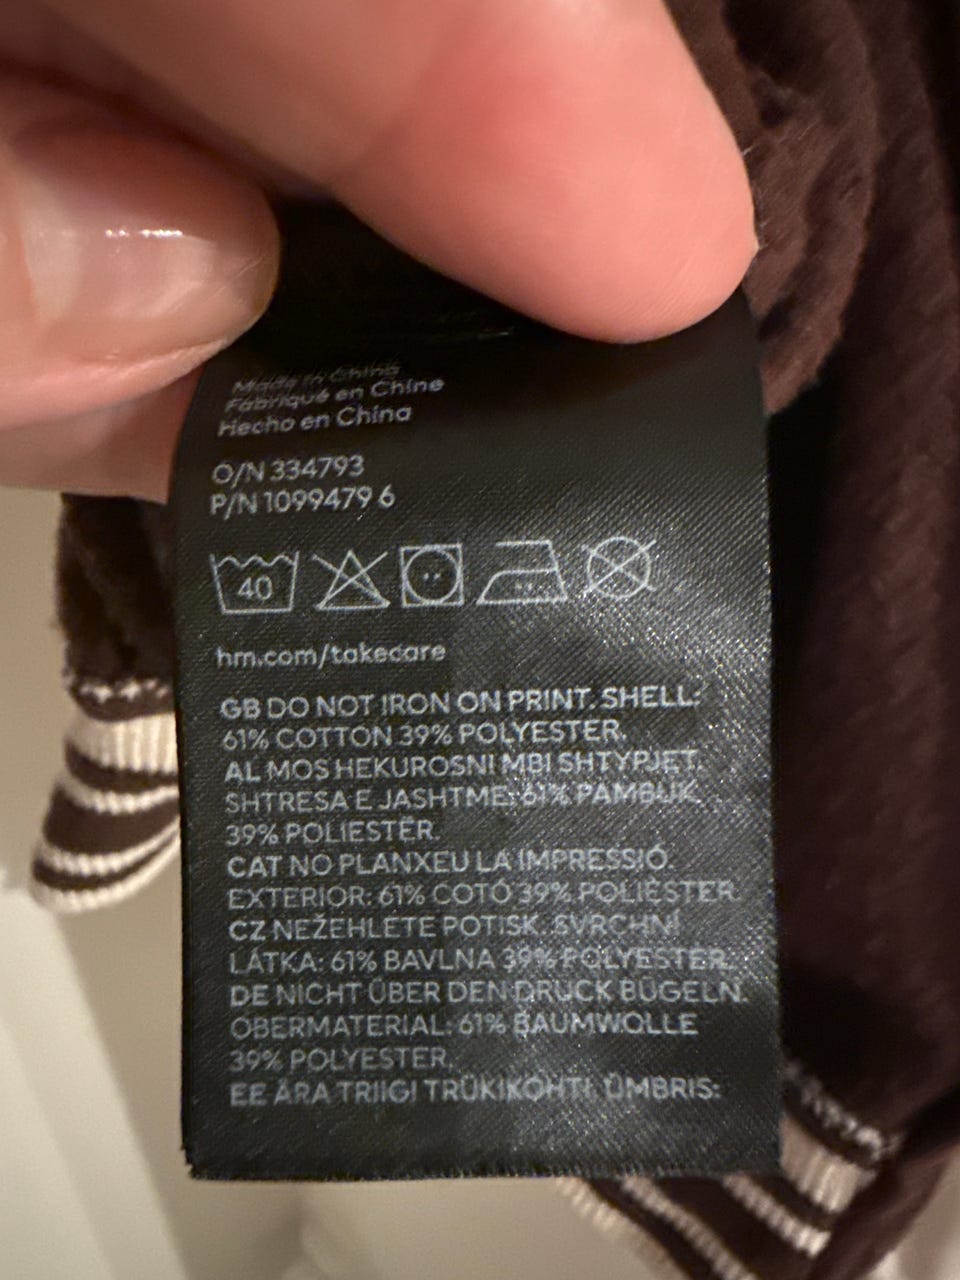 Made in China
Fabriqué en Chine
Hecho en China
O/N 334793
P/N 1099479 6
40
hm.com/takecare
GB DO NOT IRON ON PRINT. SHELL:
61% COTTON 39% POLYESTER.
AL MOS HEKUROSNI MBI SHTYPJET.
SHTRESA E JASHTME: 61% PAMBUK
39% POLIESTËR.
CAT NO PLANXEU LA IMPRESSIÓ.
EXTERIOR: 61% COTÓ 39% POLIÈSTER.
CZ NEŽEHLETE POTISK. SVRCHNÍ
LÁTKA: 61% BAVLNA 39% POLYESTER.
DE NICHT ÜBER DEN DRUCK BÜGELN.
OBERMATERIAL: 61% BAUMWOLLE
39% POLYESTER.
EE ÄRA TRIIGI TRÜKIKOHTI. ÜMBRIS: